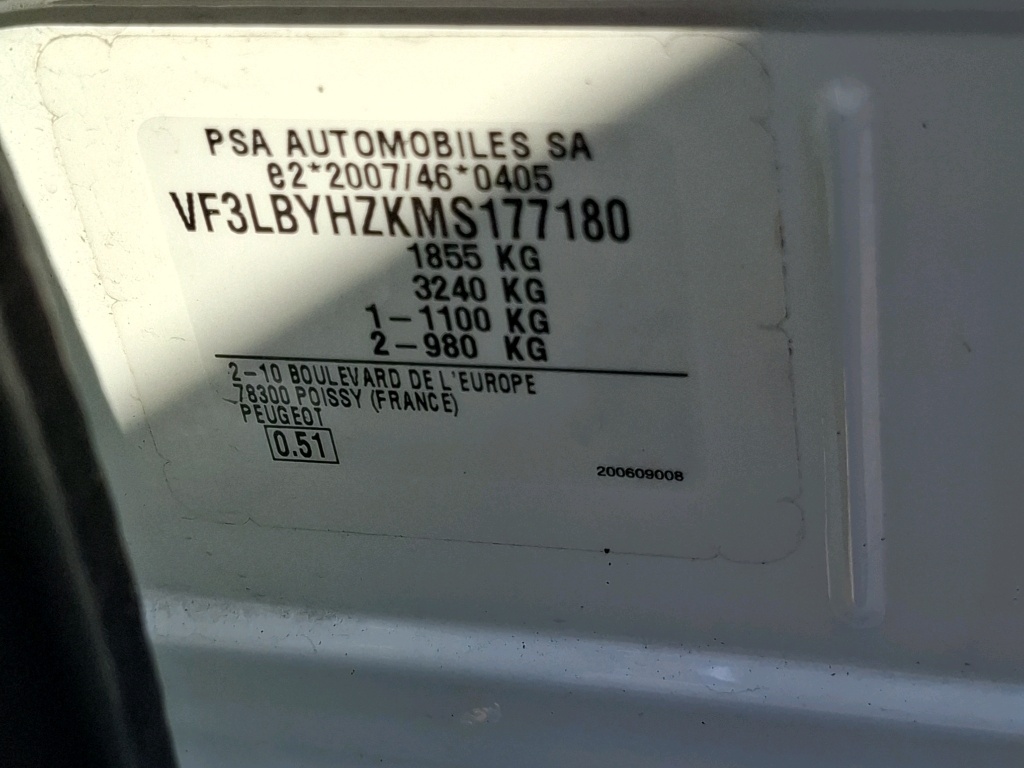 PSA AUTOMOBILES SA
e2*2007/46*0405
VF3LBYHZKMS177180
1855 KG
3240 KG
1-1100 KG
2-980 KG
2-10 BOULEVARD DE L'EUROPE
78300 POISSY (FRANCE)
PEUGEOT
0.51
200609008